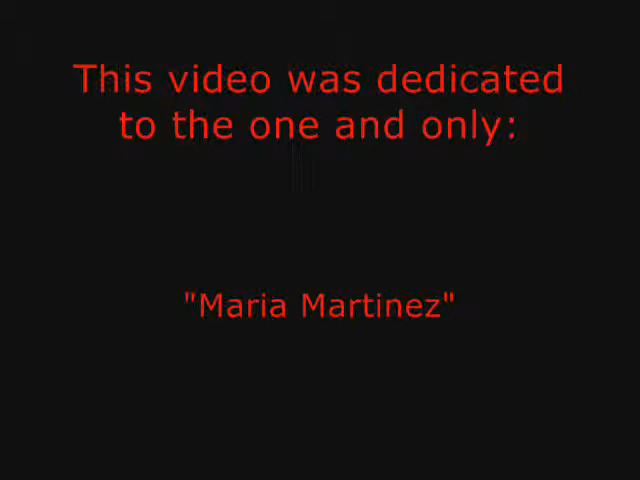 This video was dedicated
to the one and only:
"Maria Martinez"